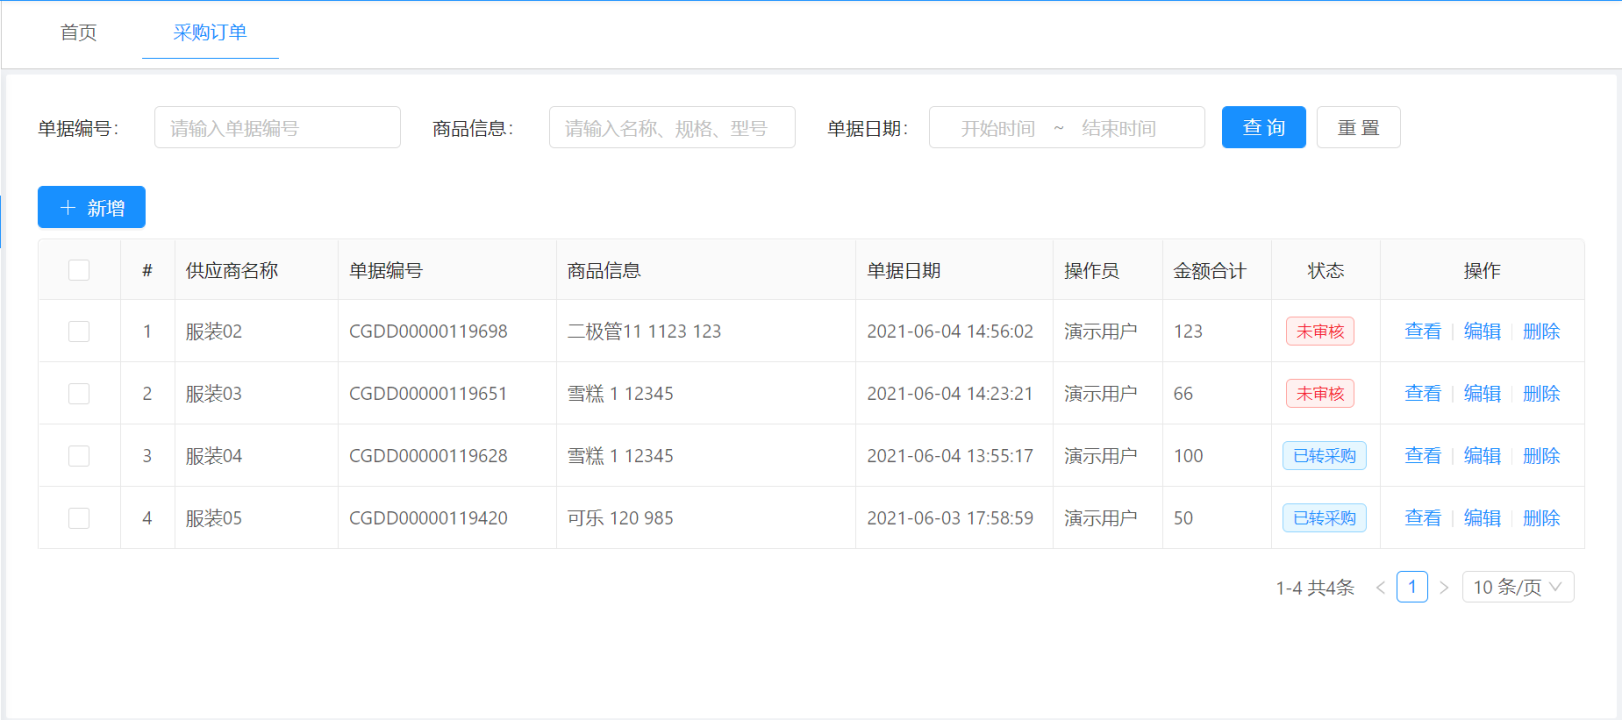 首页 采购订单
单据编号： 请输入单据编号 商品信息： 请输入名称、规格、型号 单据日期： 开始时间 ~ 结束时间 查 询 重 置
新增
# 供应商名称 单据编号 商品信息 单据日期 操作员 金额合计 状态 操作
1 服装02 CGDD00000119698 二极管11 1123 123 2021-06-04 14:56:02 演示用户 123 未审核 查看 编辑 删除
2 服装03 CGDD00000119651 雪糕 1 12345 2021-06-04 14:23:21 演示用户 66 未审核 查看 编辑 删除
3 服装04 CGDD00000119628 雪糕 1 12345 2021-06-04 13:55:17 演示用户 100 已转采购 查看 编辑 删除
4 服装05 CGDD00000119420 可乐 120 985 2021-06-03 17:58:59 演示用户 50 已转采购 查看 编辑 删除
1-4 共4条 < 1 > 10 条/页